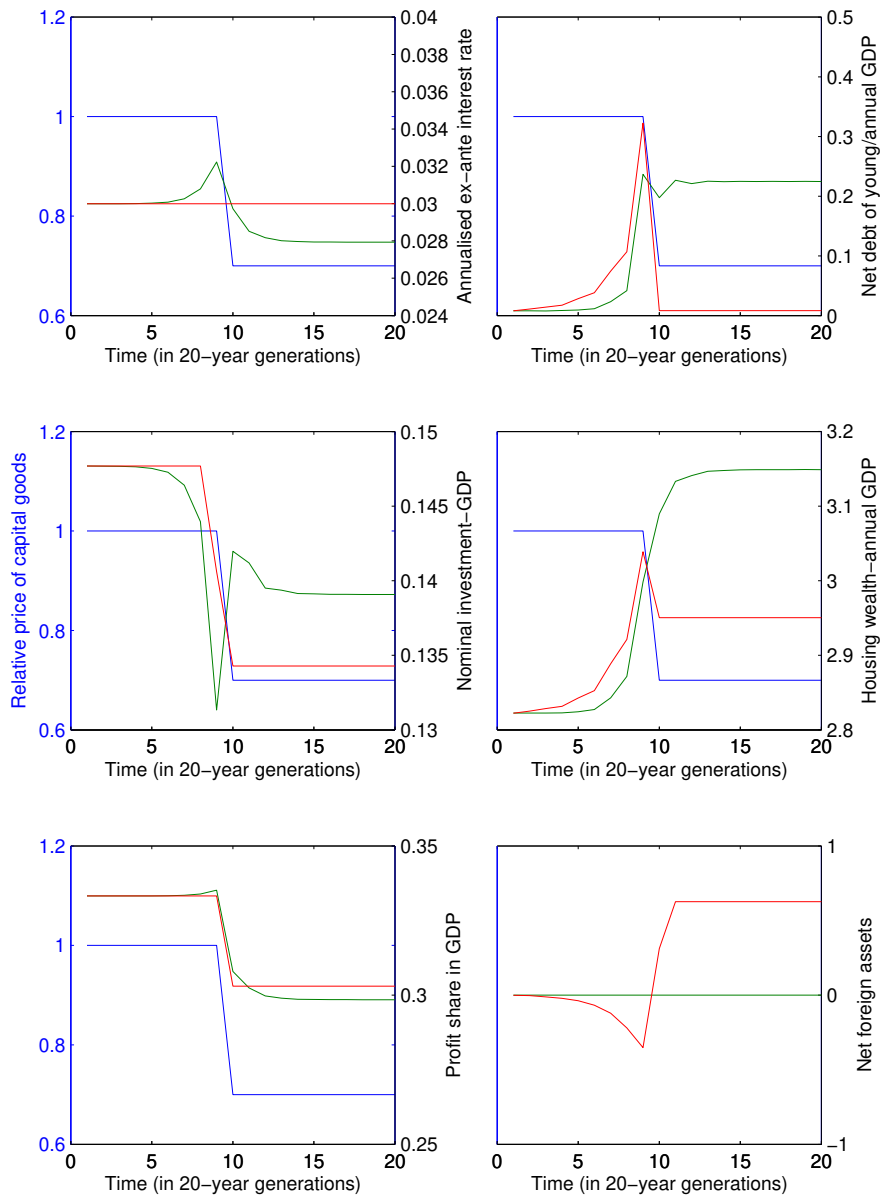 1.2
1
0.8
0.6
0.04
0.038
0.036
0.034
0.032
0.03
0.028
0.026
0.024
Annualised ex−ante interest rate
0 5 10 15 20
Time (in 20−year generations)
0.5
0.4
0.3
0.2
0.1
0
Net debt of young/annual GDP
0 5 10 15 20
Time (in 20−year generations)
Relative price of capital goods
1.2
1
0.8
0.6
0.15
0.145
0.14
0.135
0.13
Nominal investment−GDP
0 5 10 15 20
Time (in 20−year generations)
3.2
3.1
3
2.9
2.8
Housing wealth−annual GDP
0 5 10 15 20
Time (in 20−year generations)
1.2
1
0.8
0.6
0.35
0.3
0.25
Profit share in GDP
0 5 10 15 20
Time (in 20−year generations)
1
0
−1
Net foreign assets
0 5 10 15 20
Time (in 20−year generations)